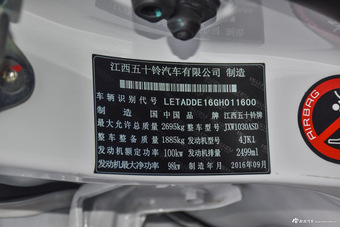 江西五十铃汽车有限公司 制造
车辆识别代号 LETADDE16GH011600
制造国 中国 品牌 江西五十铃牌
最大允许总质量 2695kg 整车型号 JXW1030ASD
整车整备质量 1885kg 发动机型号 4JK1
发动机额定功率 100kw 发动机排量 2499ml
发动机最大净功率 98kw 制造年月 2016年09月
AIRBAG